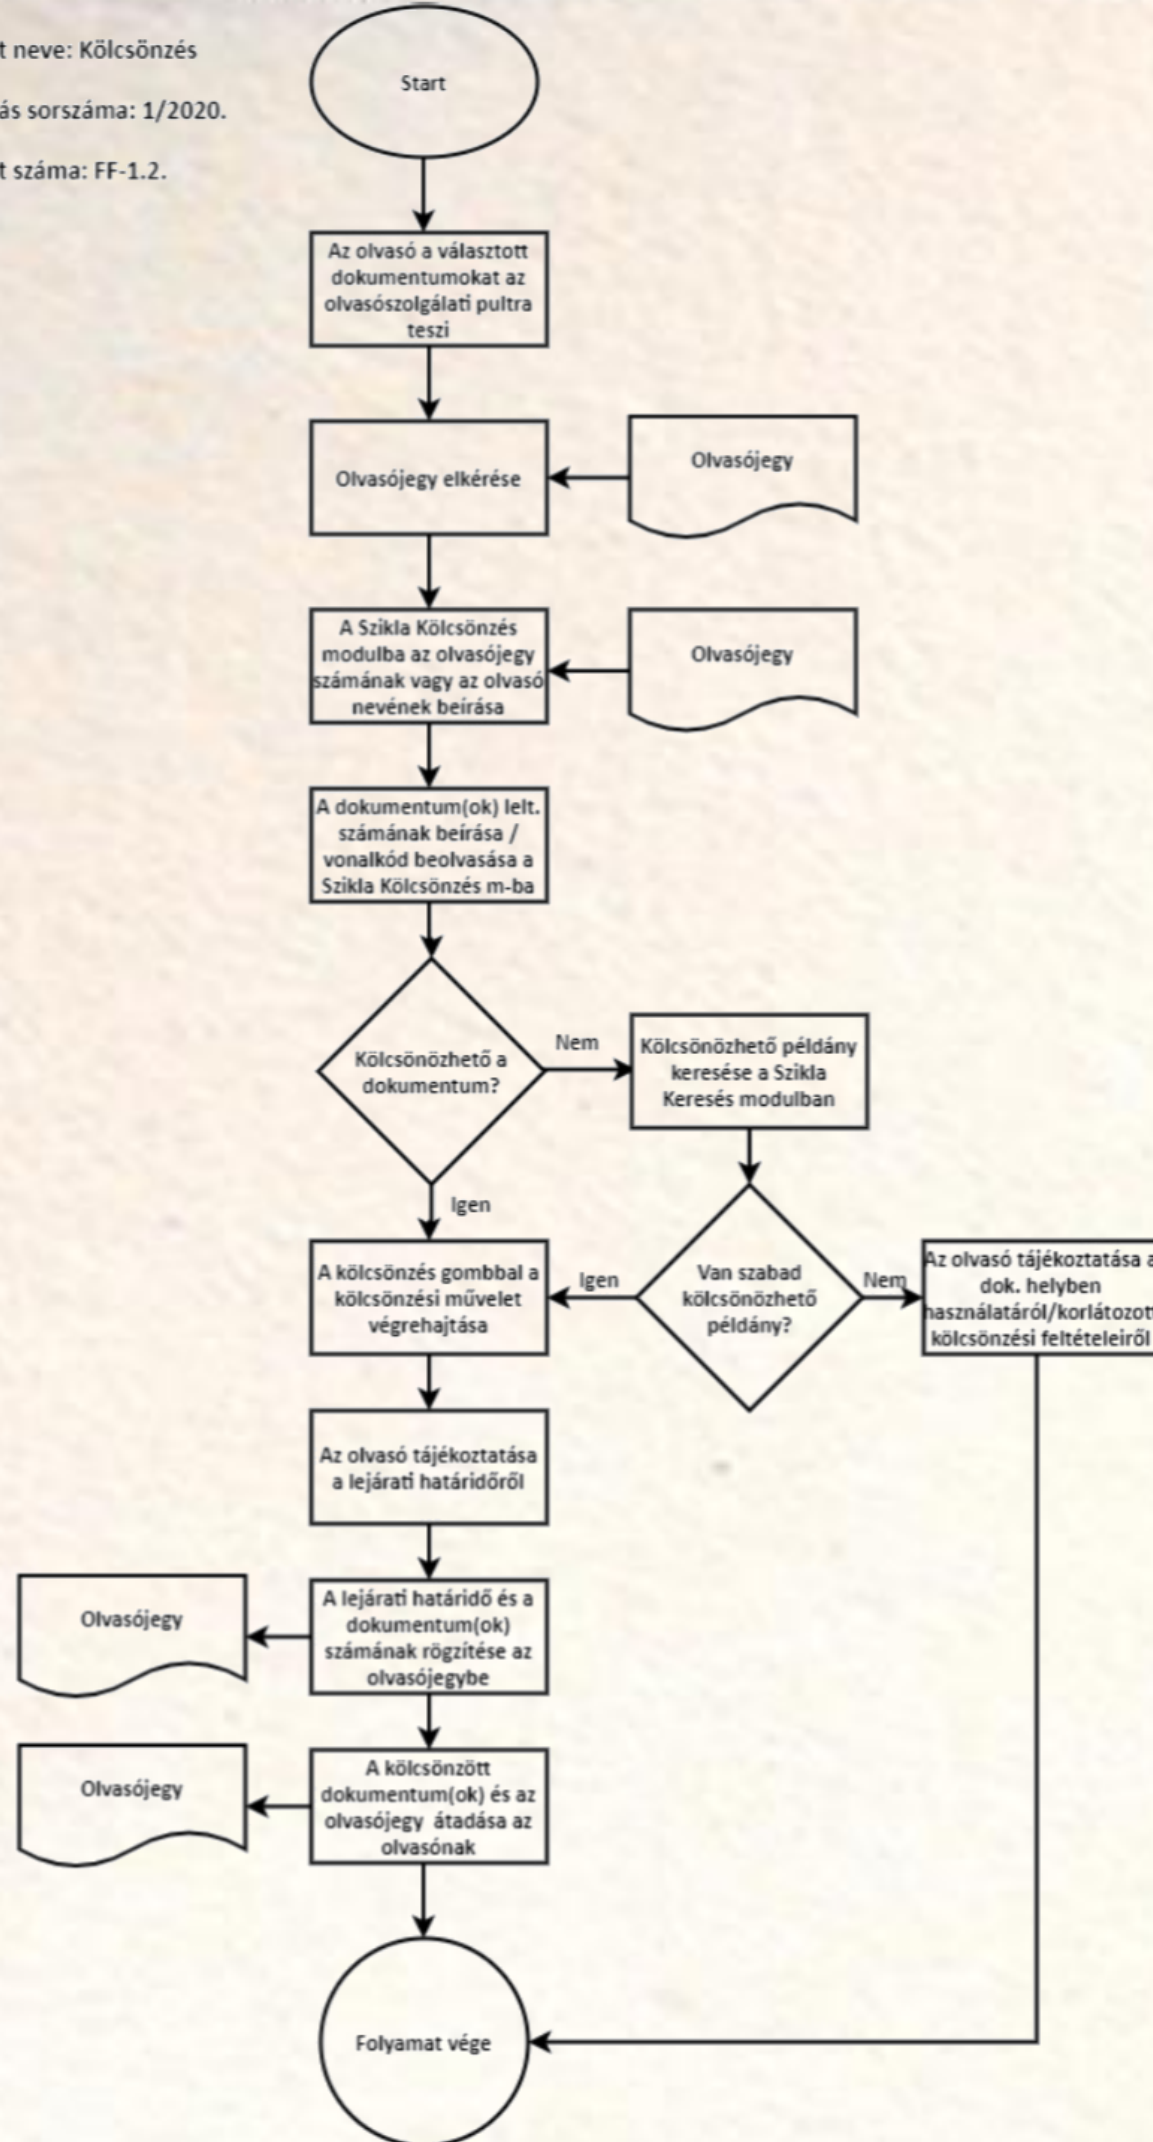 t neve: Kölcsönzés
ás sorszáma: 1/2020.
t száma: FF-1.2.
Start
Az olvasó a választott
dokumentumokat az
olvasószolgálati pultra
teszi
Olvasójegy elkérése
Olvasójegy
A Szikla Kölcsönzés
modulba az olvasójegy
számának vagy az olvasó
nevének beírása
Olvasójegy
A dokumentum(ok) lelt.
számának beírása /
vonalkód beolvasása a
Szikla Kölcsönzés m-ba
Kölcsönözhető a
dokumentum?
Nem
Kölcsönözhető példány
keresése a Szikla
Keresés modulban
Igen
A kölcsönzés gombbal a
kölcsönzési művelet
végrehajtása
Igen
Van szabad
kölcsönözhető
példány?
Nem
Az olvasó tájékoztatása a
dok. helyben
használatáról/korlátozott
kölcsönzési feltételeiről
Az olvasó tájékoztatása
a lejárati határidőről
Olvasójegy
A lejárati határidő és a
dokumentum(ok)
számának rögzítése az
olvasójegybe
Olvasójegy
A kölcsönzött
dokumentum(ok) és az
olvasójegy átadása az
olvasónak
Folyamat vége